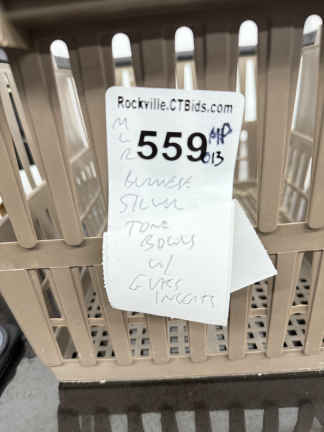 Rockville.CTBids.com
M
L
R 559 MP
013
BURMESE
SILVER
TONE
BOWLS
W/
GLASS
INSERTS